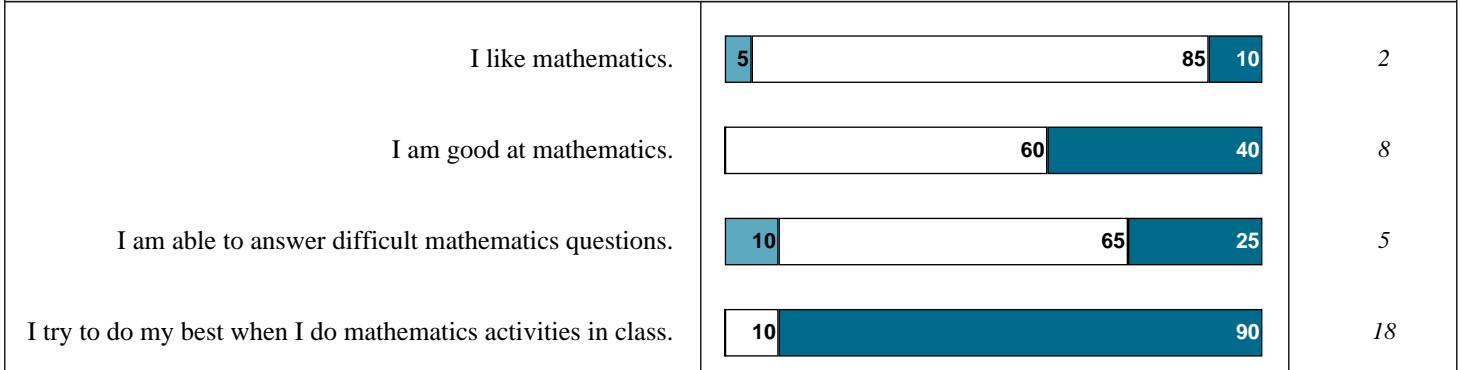 I like mathematics. 5 85 10 2
I am good at mathematics. 60 40 8
I am able to answer difficult mathematics questions. 10 65 25 5
I try to do my best when I do mathematics activities in class. 10 90 18